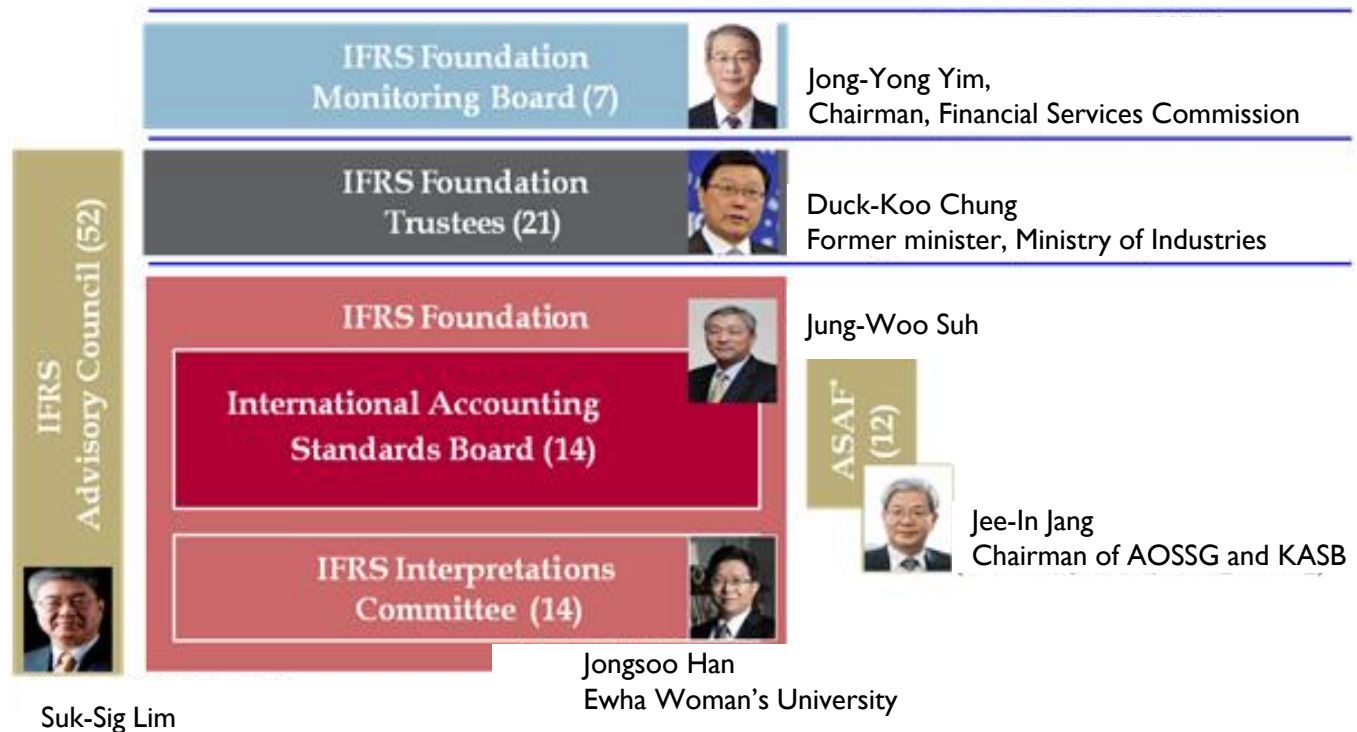 IFRS Foundation
Monitoring Board (7)
Jong-Yong Yim,
Chairman, Financial Services Commission
IFRS Foundation
Trustees (21)
Duck-Koo Chung
Former minister, Ministry of Industries
IFRS
Advisory Council (52)
IFRS Foundation
Jung-Woo Suh
International Accounting
Standards Board (14)
ASAF*
(12)
Jee-In Jang
Chairman of AOSSG and KASB
IFRS Interpretations
Committee (14)
Jongsoo Han
Ewha Woman's University
Suk-Sig Lim